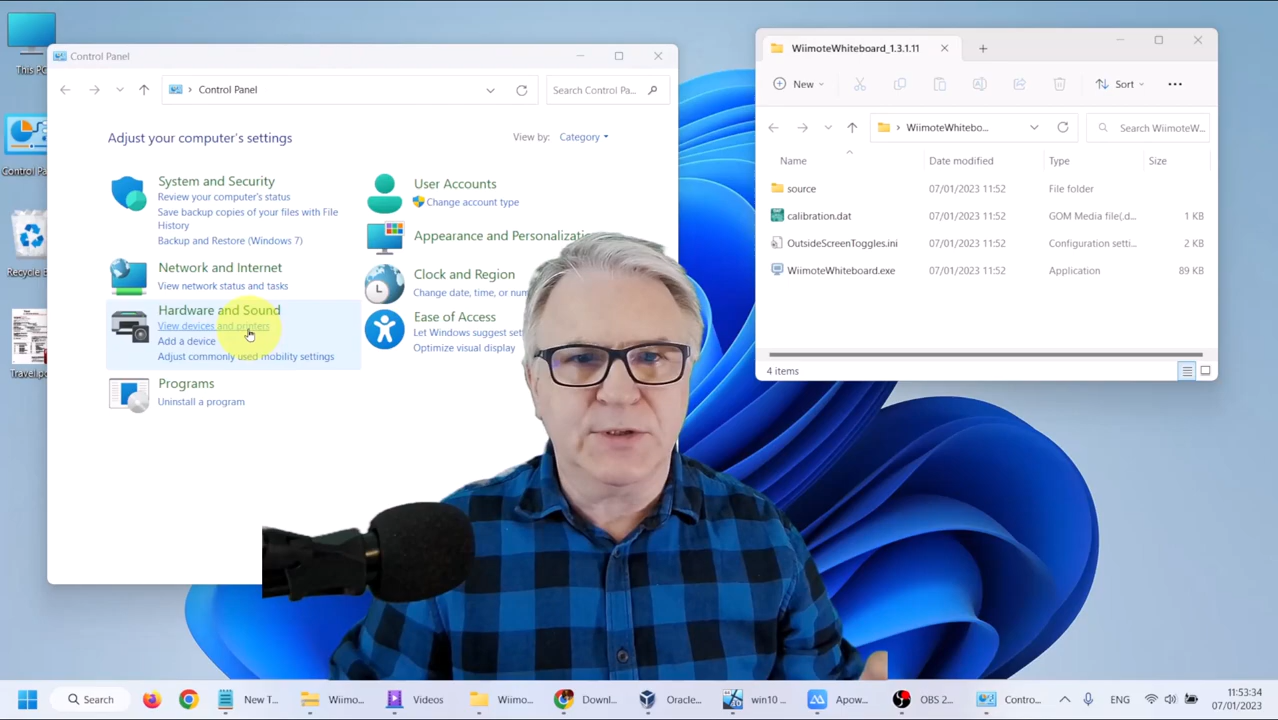 This PC
Control Pa
Recycle B
Travel.p
Control Panel
Control Panel
Search Control Pa...
Adjust your computer's settings
View by: Category
System and Security
Review your computer's status
Save backup copies of your files with File
History
Backup and Restore (Windows 7)
Network and Internet
View network status and tasks
Hardware and Sound
View devices and printers
Add a device
Adjust commonly used mobility settings
Programs
Uninstall a program
User Accounts
Change account type
Appearance and Personalizati
Clock and Region
Change date, time, or num
Ease of Access
Let Windows suggest set
Optimize visual display
WiimoteWhiteboard_1.3.1.11
New
Sort
WiimoteWhitebo...
Search WiimoteW...
Name Date modified Type Size
source 07/01/2023 11:52 File folder
calibration.dat 07/01/2023 11:52 GOM Media file(.d... 1 KB
OutsideScreenToggles.ini 07/01/2023 11:52 Configuration setti... 2 KB
WiimoteWhiteboard.exe 07/01/2023 11:52 Application 89 KB
4 items
Search New T... Wiimo... Videos Wiimo... Downl... Oracle... win10 ... Apow... OBS 2... Contro... ENG 11:53:34
07/01/2023